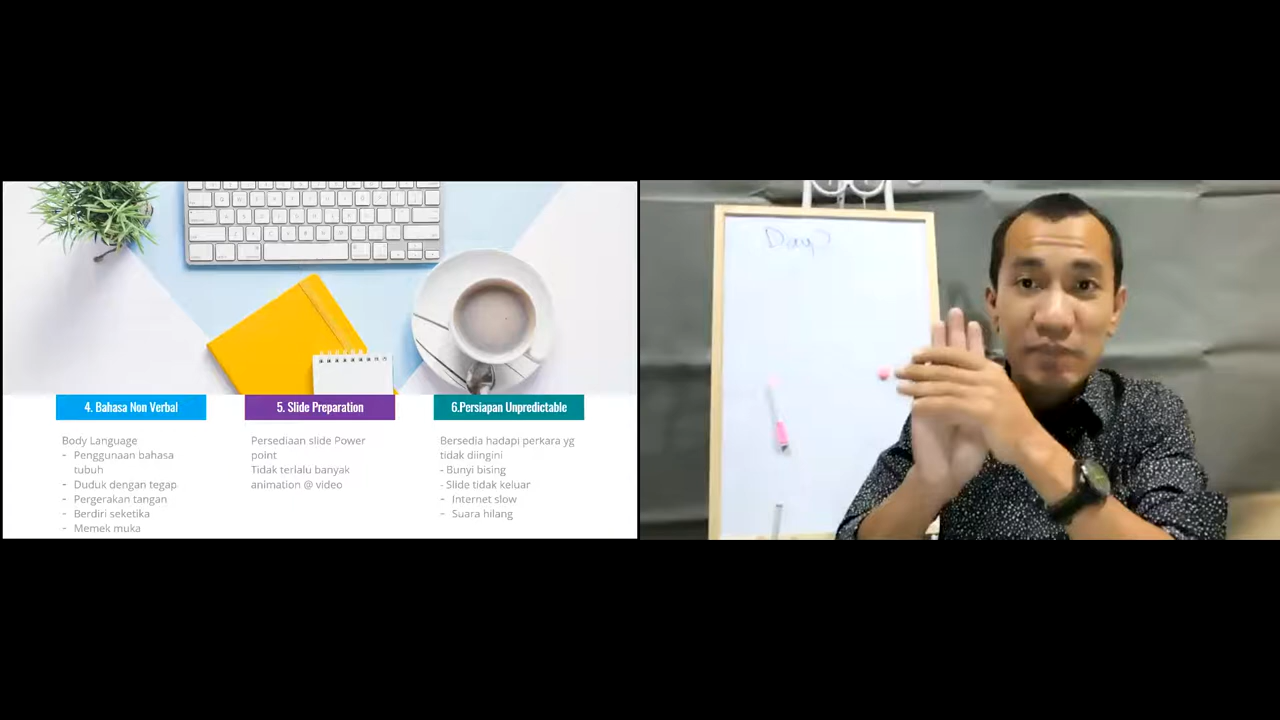 4. Bahasa Non Verbal
Body Language
- Penggunaan bahasa
tubuh
- Duduk dengan tegap
- Pergerakan tangan
- Berdiri seketika
- Memek muka
5. Slide Preparation
Persediaan slide Power
point
Tidak terlalu banyak
animation @ video
6.Persiapan Unpredictable
Bersedia hadapi perkara yg
tidak diingini
- Bunyi bising
- Slide tidak keluar
- Internet slow
- Suara hilang
Day